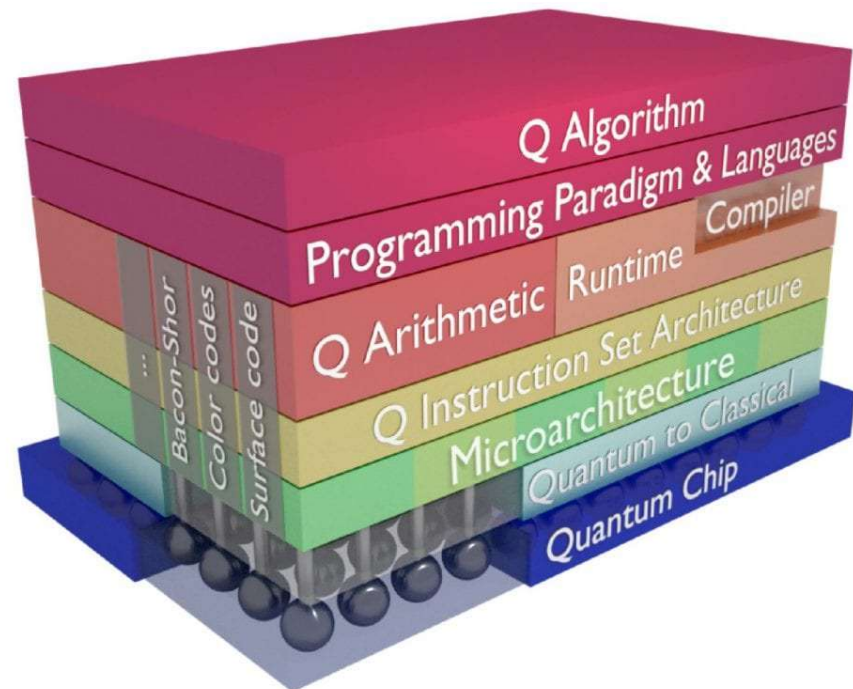 Q Algorithm
Programming Paradigm & Languages
Q Arithmetic
Runtime
Compiler
Q Instruction Set Architecture
Microarchitecture
Quantum to Classical
Quantum Chip
...
Bacon-Shor
Color codes
Surface code